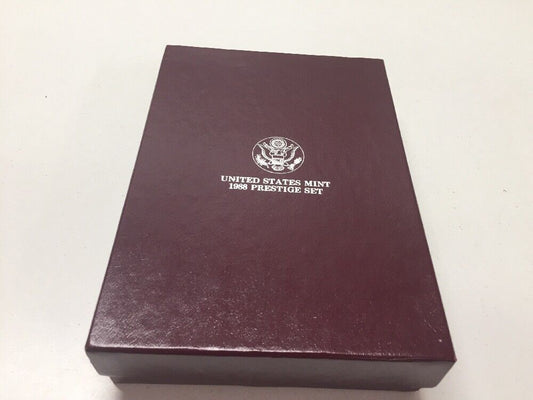 UNITED STATES MINT
1988 PRESTIGE SET